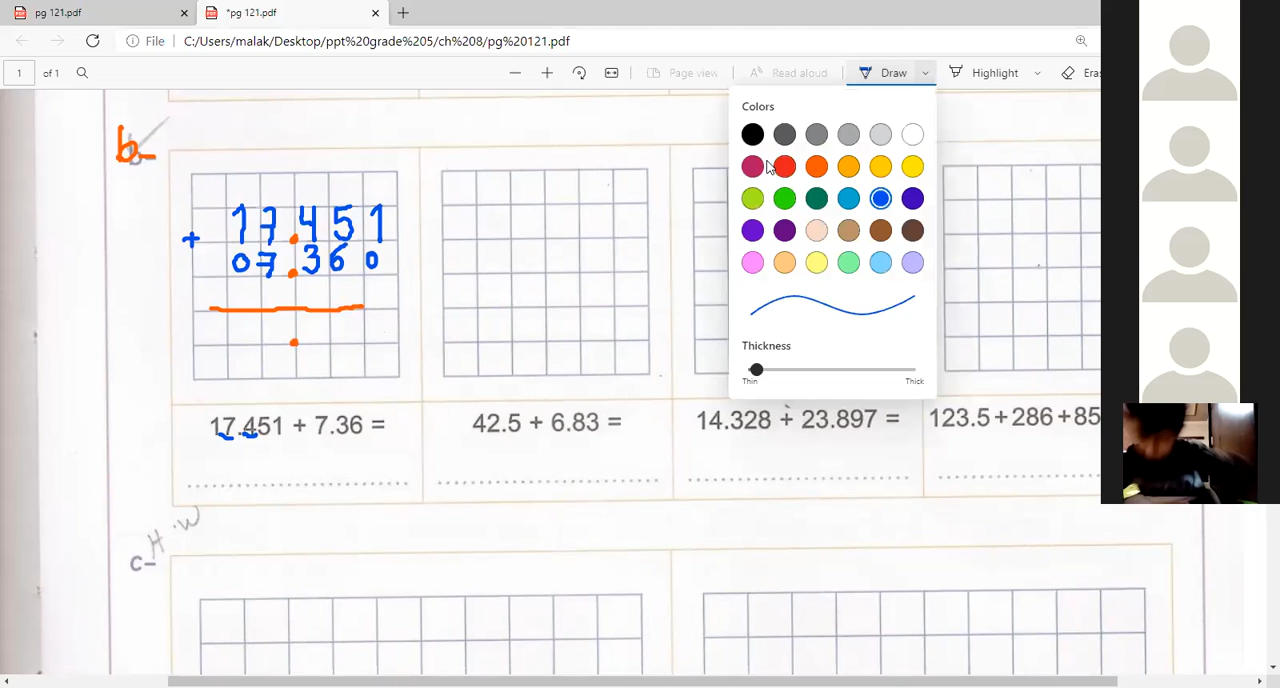 pg 121.pdf
*pg 121.pdf
File
C:/Users/malak/Desktop/ppt%20grade%205/ch%208/pg%20121.pdf
1 of 1
Page view
Read aloud
Draw
Highlight
Eras
Colors
Thickness
Thin
Thick
b-
17.451
+
07.360
17.451 + 7.36 =
42.5 + 6.83 =
14.328 + 23.897 =
123.5+286+85
H.W
c-